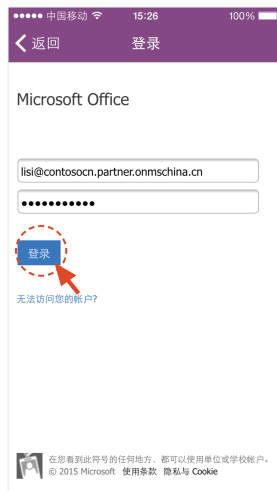 中国移动 15:26 100%
返回 登录
Microsoft Office
lisi@contosocn.partner.onmschina.cn
●●●●●●●●●●●
登录
无法访问您的帐户?
在您看到此符号的任何地方，都可以使用单位或学校帐户。
© 2015 Microsoft 使用条款 隐私与 Cookie